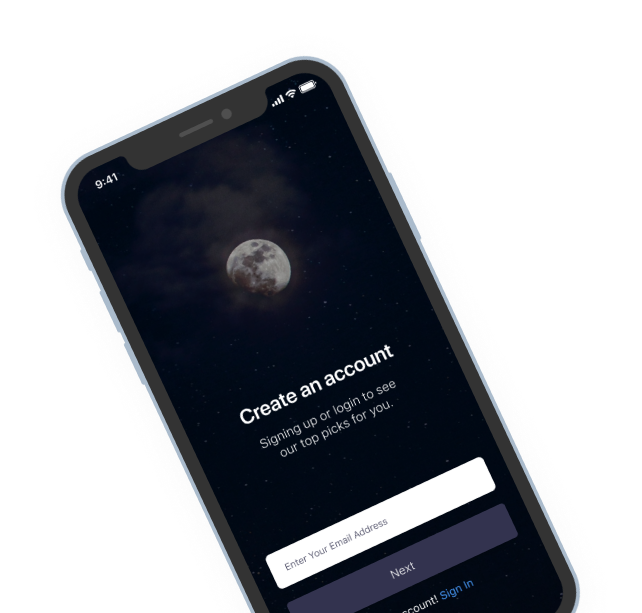 9:41
Create an account
Signing up or login to see
our top picks for you.
Enter Your Email Address
Next
ccount! Sign In